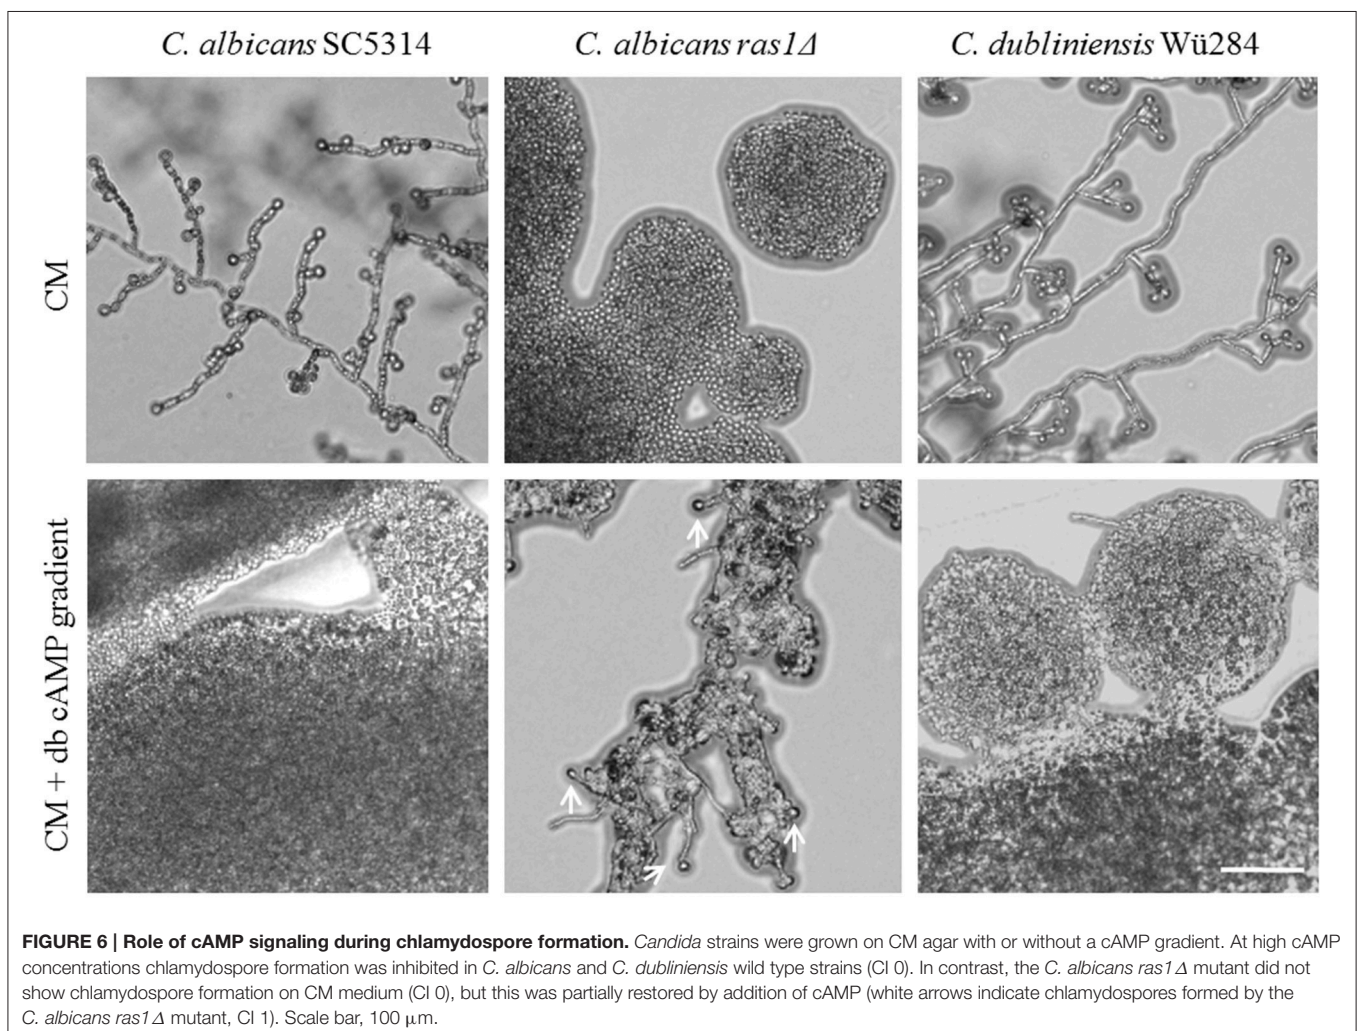 C. albicans SC5314
C. albicans ras1Δ
C. dubliniensis Wü284
CM
CM + db cAMP gradient
FIGURE 6 | Role of cAMP signaling during chlamydospore formation. Candida strains were grown on CM agar with or without a cAMP gradient. At high cAMP
concentrations chlamydospore formation was inhibited in C. albicans and C. dubliniensis wild type strains (CI 0). In contrast, the C. albicans ras1Δ mutant did not
show chlamydospore formation on CM medium (CI 0), but this was partially restored by addition of cAMP (white arrows indicate chlamydospores formed by the
C. albicans ras1Δ mutant, CI 1). Scale bar, 100 μm.